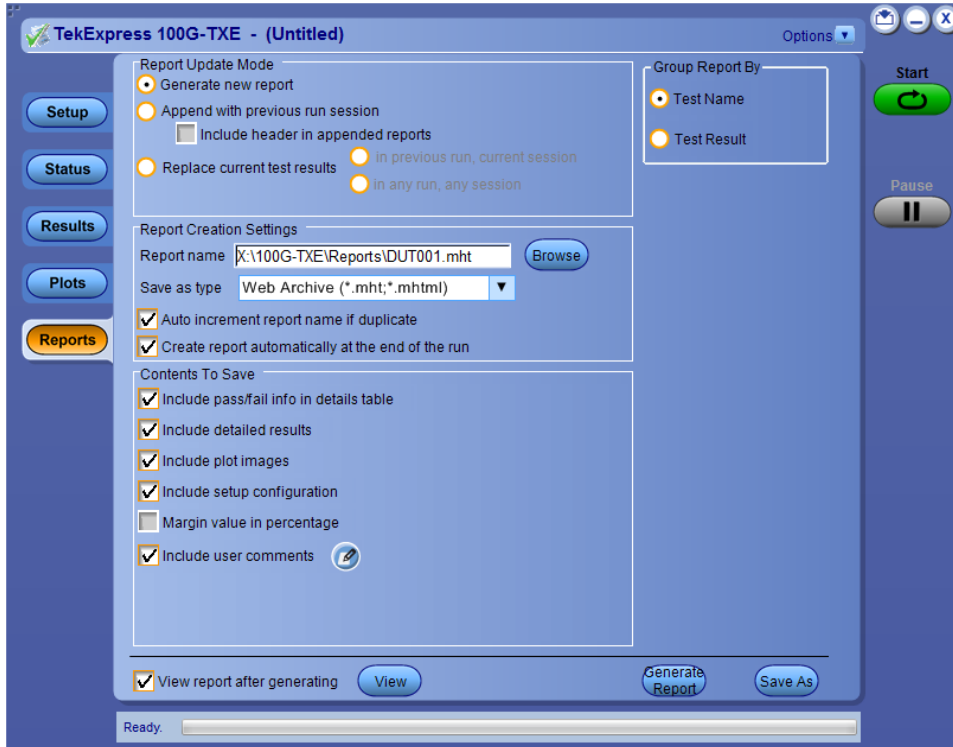 TekExpress 100G-TXE - (Untitled)
Options
X
Setup
Status
Results
Plots
Reports
Report Update Mode
Generate new report
Append with previous run session
Include header in appended reports
Replace current test results
in previous run, current session
in any run, any session
Group Report By
Test Name
Test Result
Start
Pause
Report Creation Settings
Report name X:\100G-TXE\Reports\DUT001.mht Browse
Save as type Web Archive (*.mht;*.mhtml)
Auto increment report name if duplicate
Create report automatically at the end of the run
Contents To Save
Include pass/fail info in details table
Include detailed results
Include plot images
Include setup configuration
Margin value in percentage
Include user comments
View report after generating View
Generate
Report
Save As
Ready.